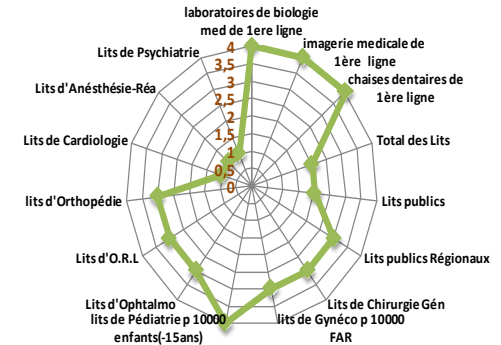 laboratoires de biologie
med de 1ere ligne
imagerie medicale de
1ère ligne
chaises dentaires de
1ère ligne
Total des Lits
Lits publics
Lits publics Régionaux
Lits de Chirurgie Gén
lits de Gynéco p 10000
FAR
lits de Pédiatrie p 10000
enfants(-15ans)
Lits d'Ophtalmo
Lits d'O.R.L
lits d'Orthopédie
Lits de Cardiologie
Lits d'Anésthésie-Réa
Lits de Psychiatrie
4
3,5
3
2,5
2
1,5
1
0,5
0